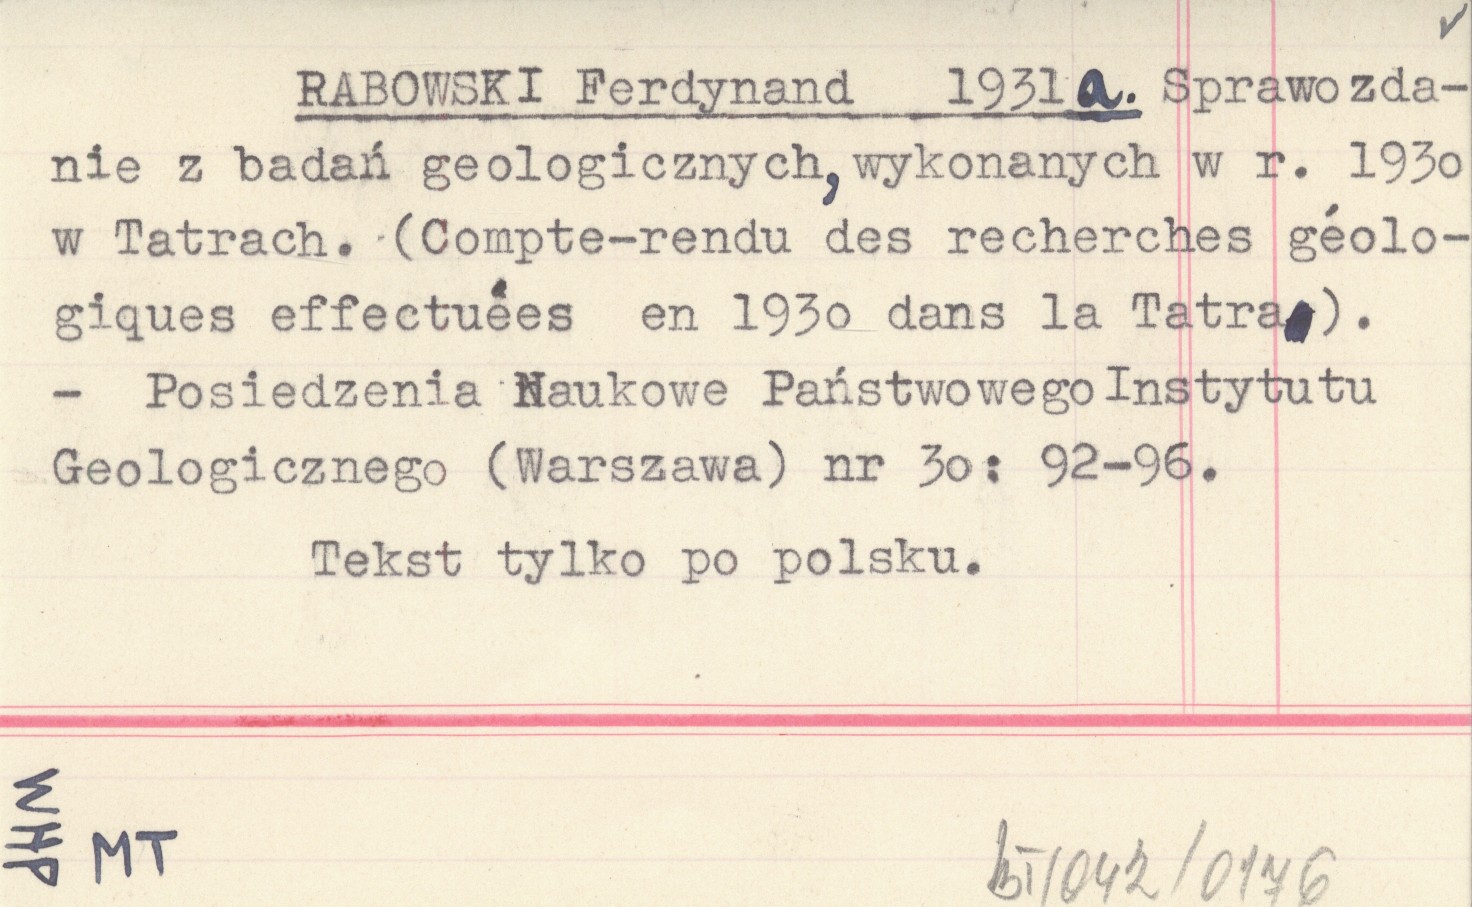 RABOWSKI Ferdynand 1931a. Sprawozda-
nie z badań geologicznych, wykonanych w r. 193o
w Tatrach. (Compte-rendu des recherches géolo-
giques effectuées en 193o dans la Tatra).
- Posiedzenia Naukowe Państwowego Instytutu
Geologicznego (Warszawa) nr 3o: 92-96.
Tekst tylko po polsku.
WHP
MT
/042/0176